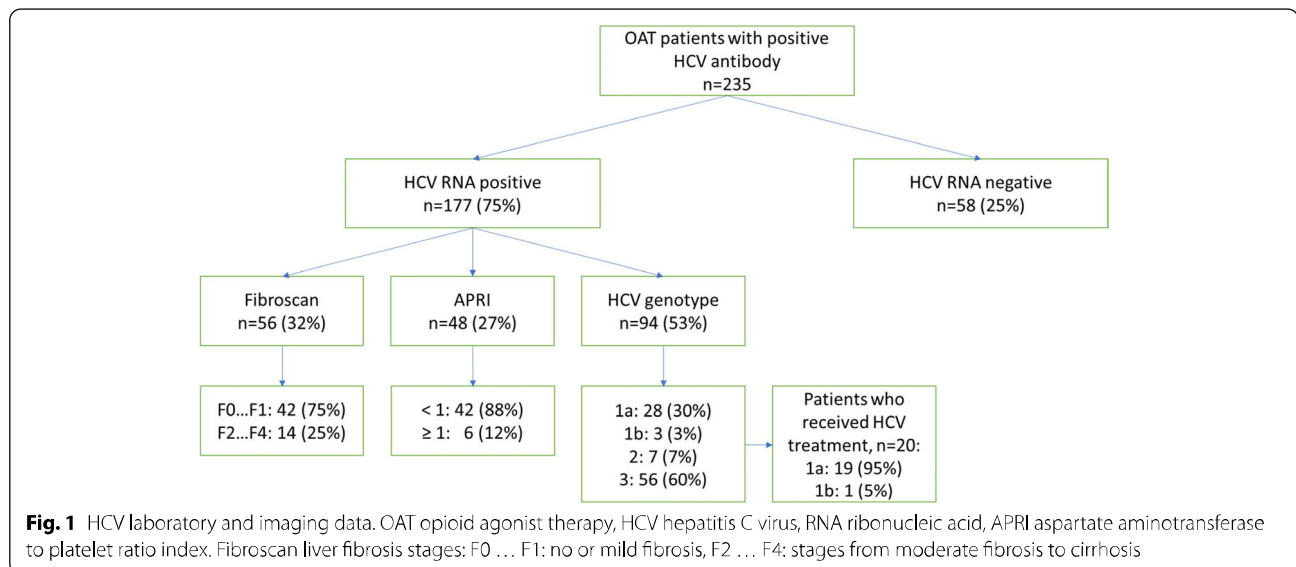 OAT patients with positive
HCV antibody
n=235
HCV RNA positive
n=177 (75%)
HCV RNA negative
n=58 (25%)
Fibroscan
n=56 (32%)
APRI
n=48 (27%)
HCV genotype
n=94 (53%)
F0...F1: 42 (75%)
F2...F4: 14 (25%)
< 1: 42 (88%)
≥ 1: 6 (12%)
1a: 28 (30%)
1b: 3 (3%)
2: 7 (7%)
3: 56 (60%)
Patients who
received HCV
treatment, n=20:
1a: 19 (95%)
1b: 1 (5%)
Fig. 1 HCV laboratory and imaging data. OAT opioid agonist therapy, HCV hepatitis C virus, RNA ribonucleic acid, APRI aspartate aminotransferase
to platelet ratio index. Fibroscan liver fibrosis stages: F0 … F1: no or mild fibrosis, F2 … F4: stages from moderate fibrosis to cirrhosis